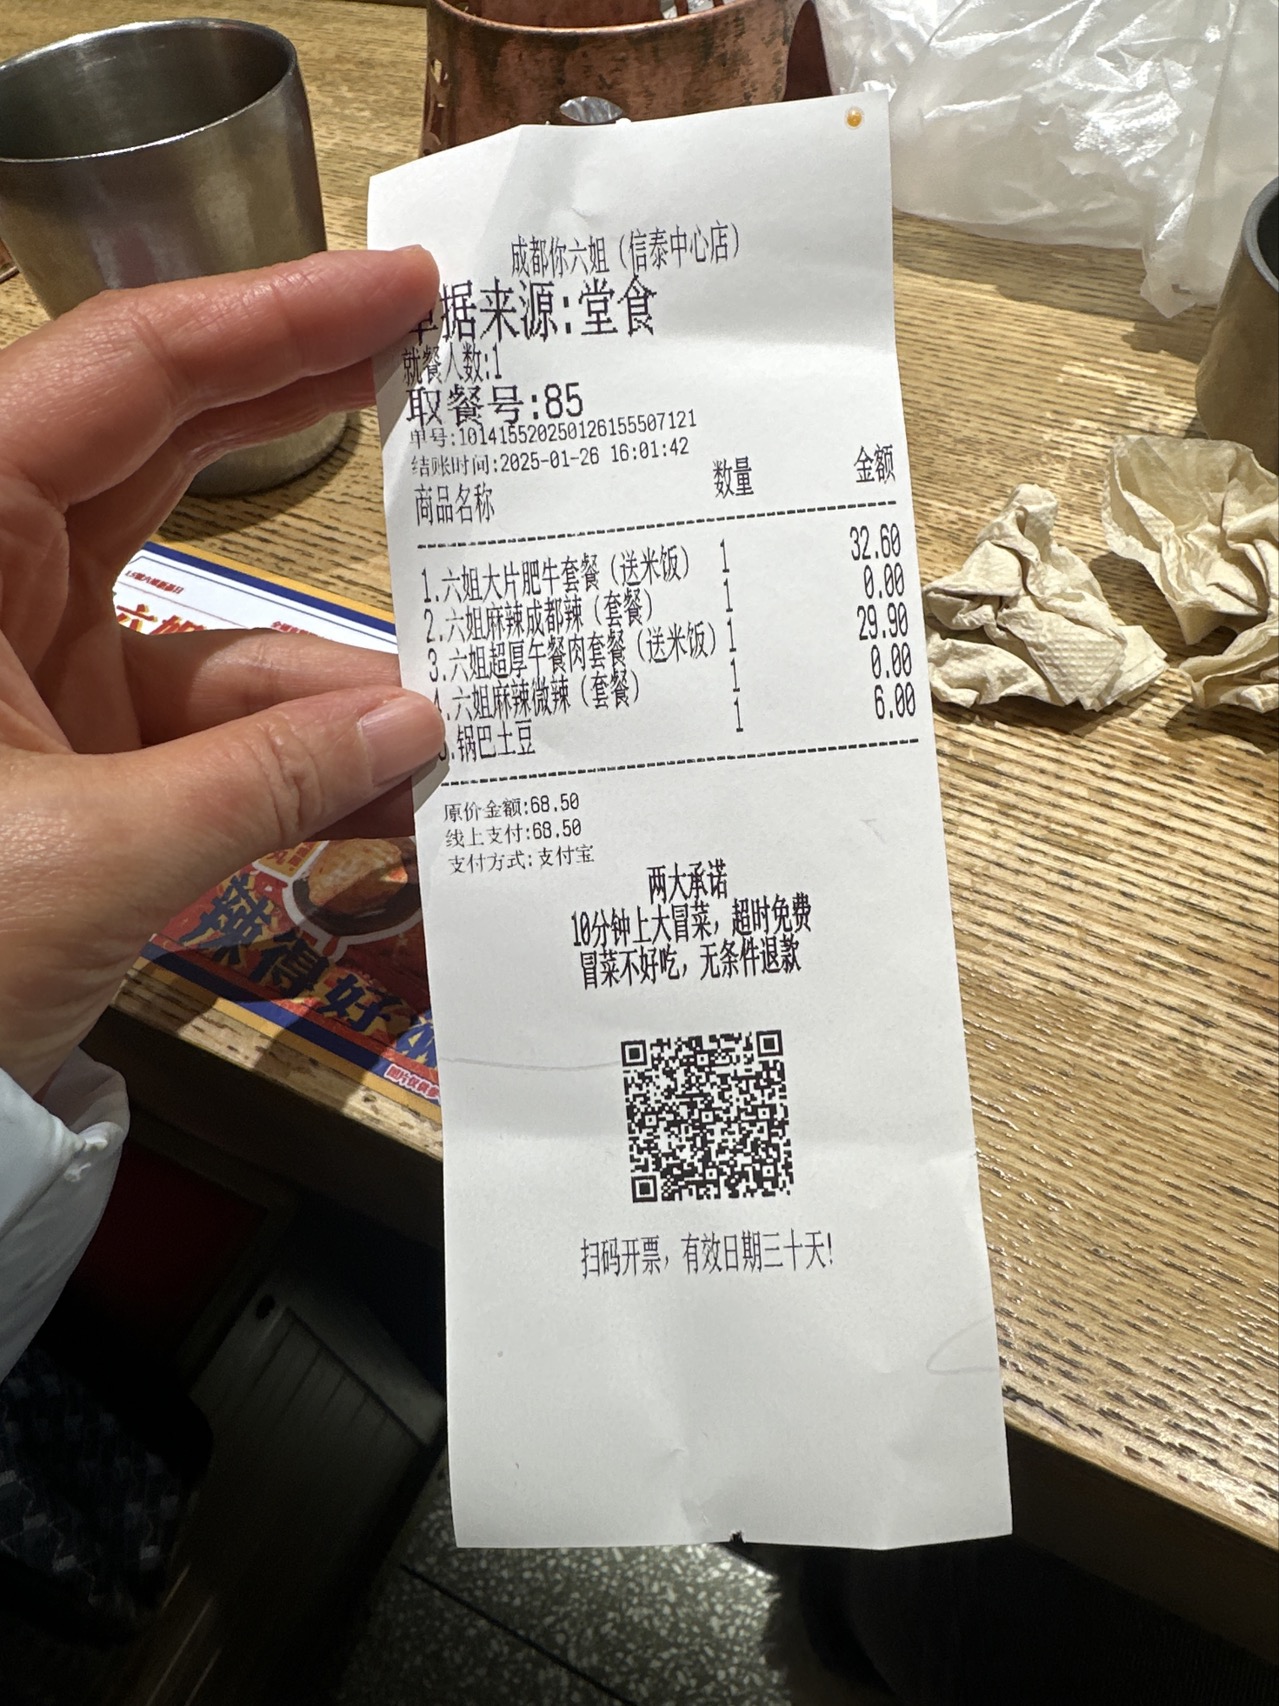 成都你六姐（信泰中心店）
单据来源:堂食
就餐人数:1
取餐号:85
单号:101415520250126155507121
结账时间:2025-01-26 16:01:42
商品名称 数量 金额
1.六姐大片肥牛套餐（送米饭） 1 32.60
2.六姐麻辣成都辣（套餐） 1 0.00
3.六姐超厚午餐肉套餐（送米饭） 1 29.90
4.六姐麻辣微辣（套餐） 1 0.00
5.锅巴土豆 1 6.00
原价金额:68.50
线上支付:68.50
支付方式:支付宝
两大承诺
10分钟上大冒菜，超时免费
冒菜不好吃，无条件退款
扫码开票，有效日期三十天！
辣得好